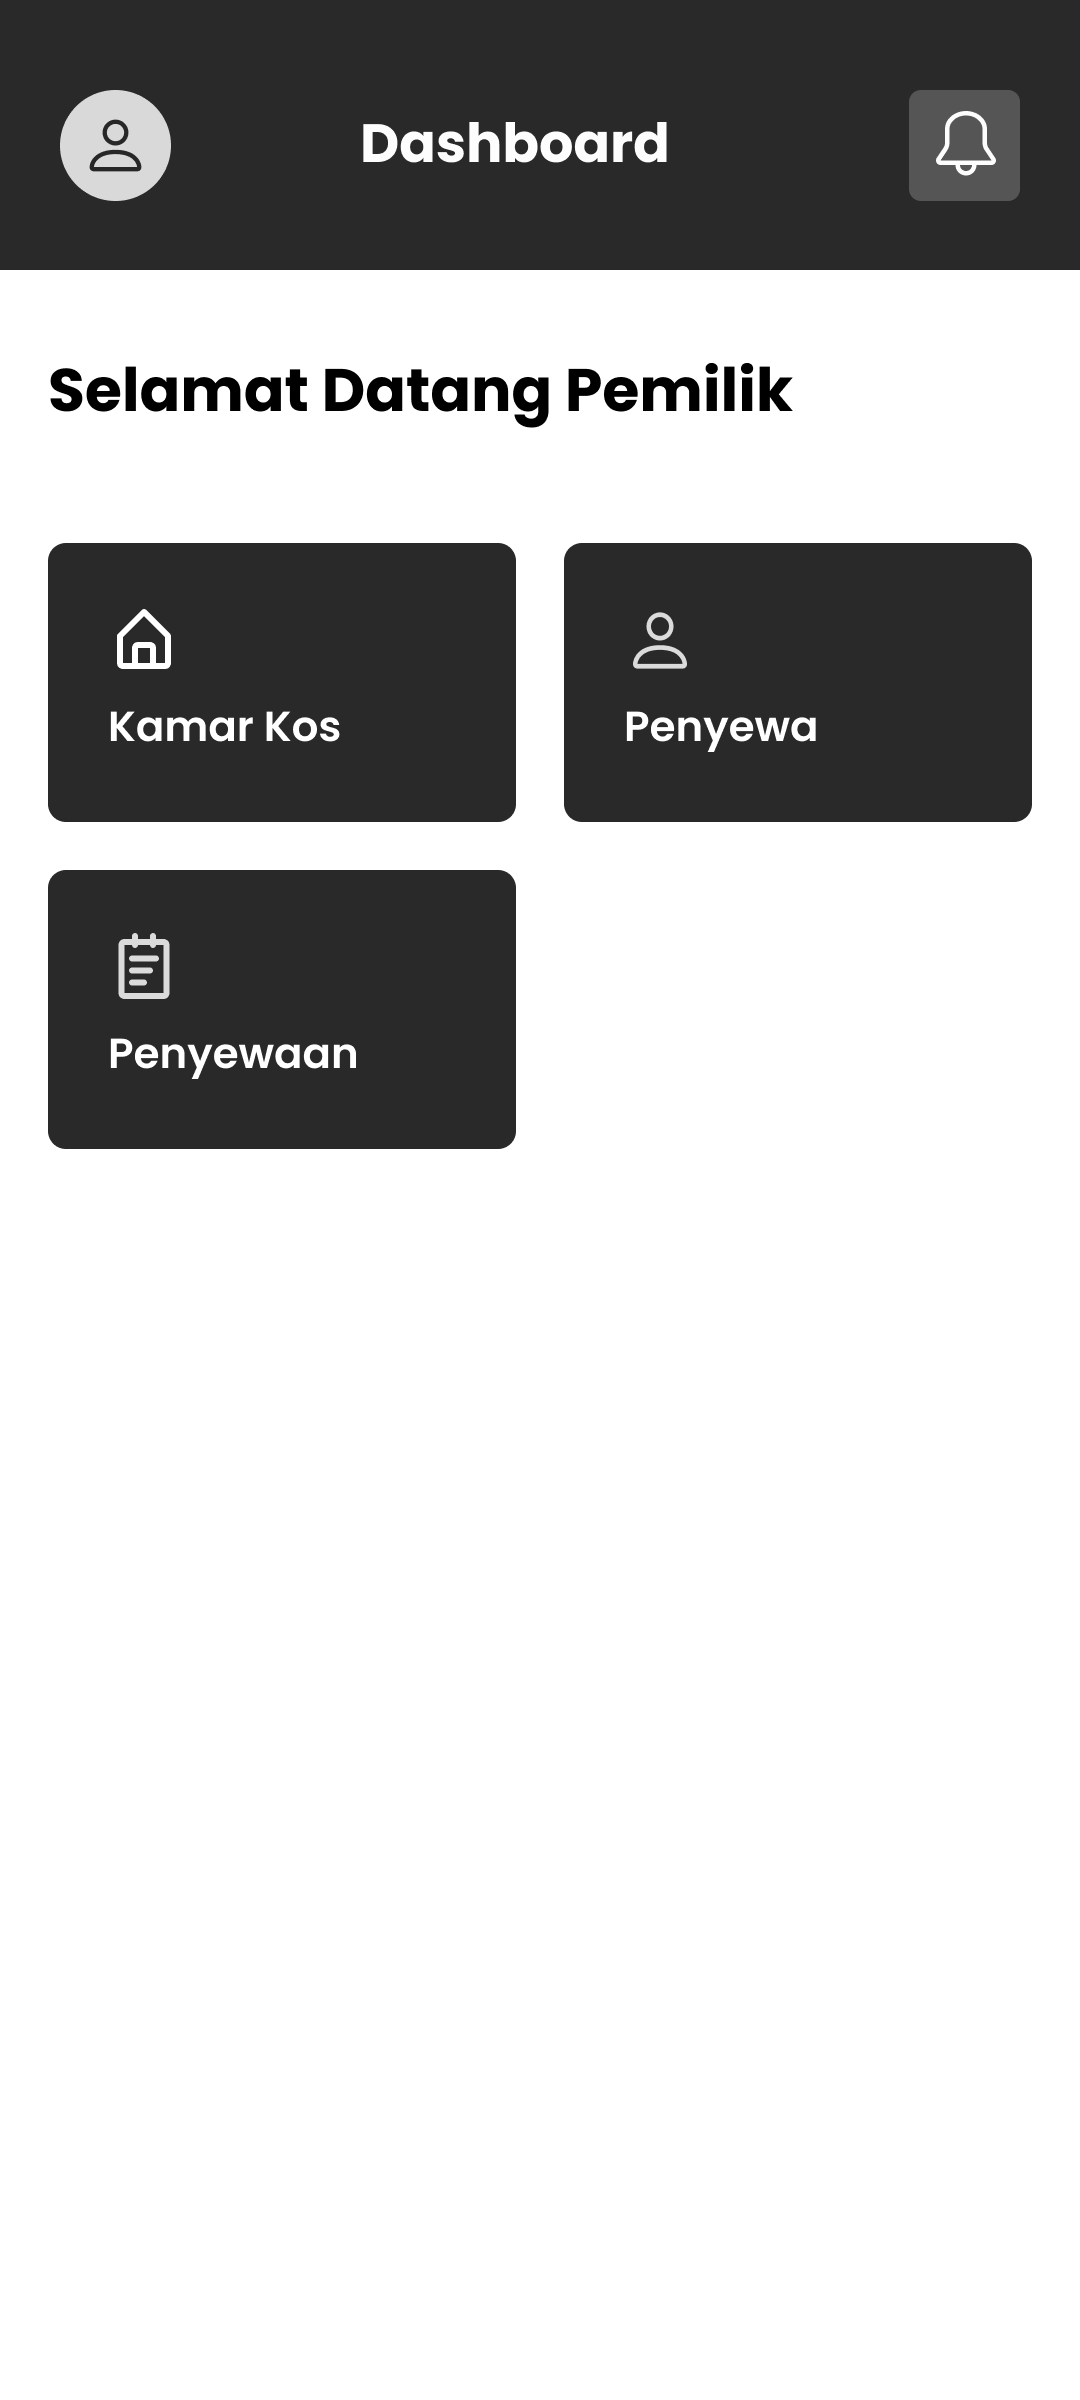 Dashboard
Selamat Datang Pemilik
Kamar Kos
Penyewa
Penyewaan